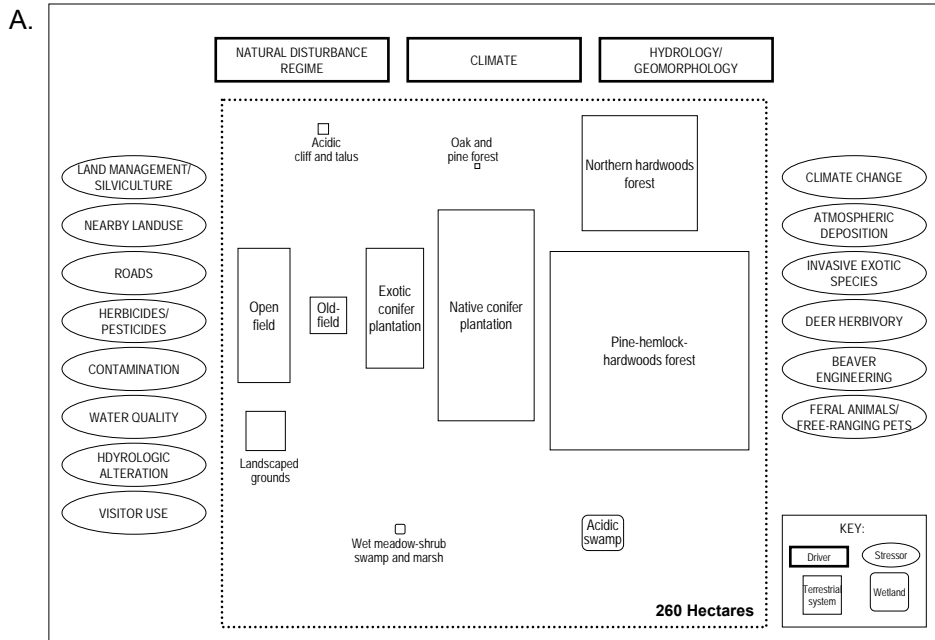 A.
NATURAL DISTURBANCE
REGIME
CLIMATE
HYDROLOGY/
GEOMORPHOLOGY
LAND MANAGEMENT/
SILVICULTURE
NEARBY LANDUSE
ROADS
HERBICIDES/
PESTICIDES
CONTAMINATION
WATER QUALITY
HDYROLOGIC
ALTERATION
VISITOR USE
Acidic
cliff and talus
Oak and
pine forest
Northern hardwoods
forest
Open
field
Old-
field
Exotic
conifer
plantation
Native conifer
plantation
Pine-hemlock-
hardwoods forest
Landscaped
grounds
Wet meadow-shrub
swamp and marsh
Acidic
swamp
260 Hectares
CLIMATE CHANGE
ATMOSPHERIC
DEPOSITION
INVASIVE EXOTIC
SPECIES
DEER HERBIVORY
BEAVER
ENGINEERING
FERAL ANIMALS/
FREE-RANGING PETS
KEY:
Driver
Stressor
Terrestrial
system
Wetland